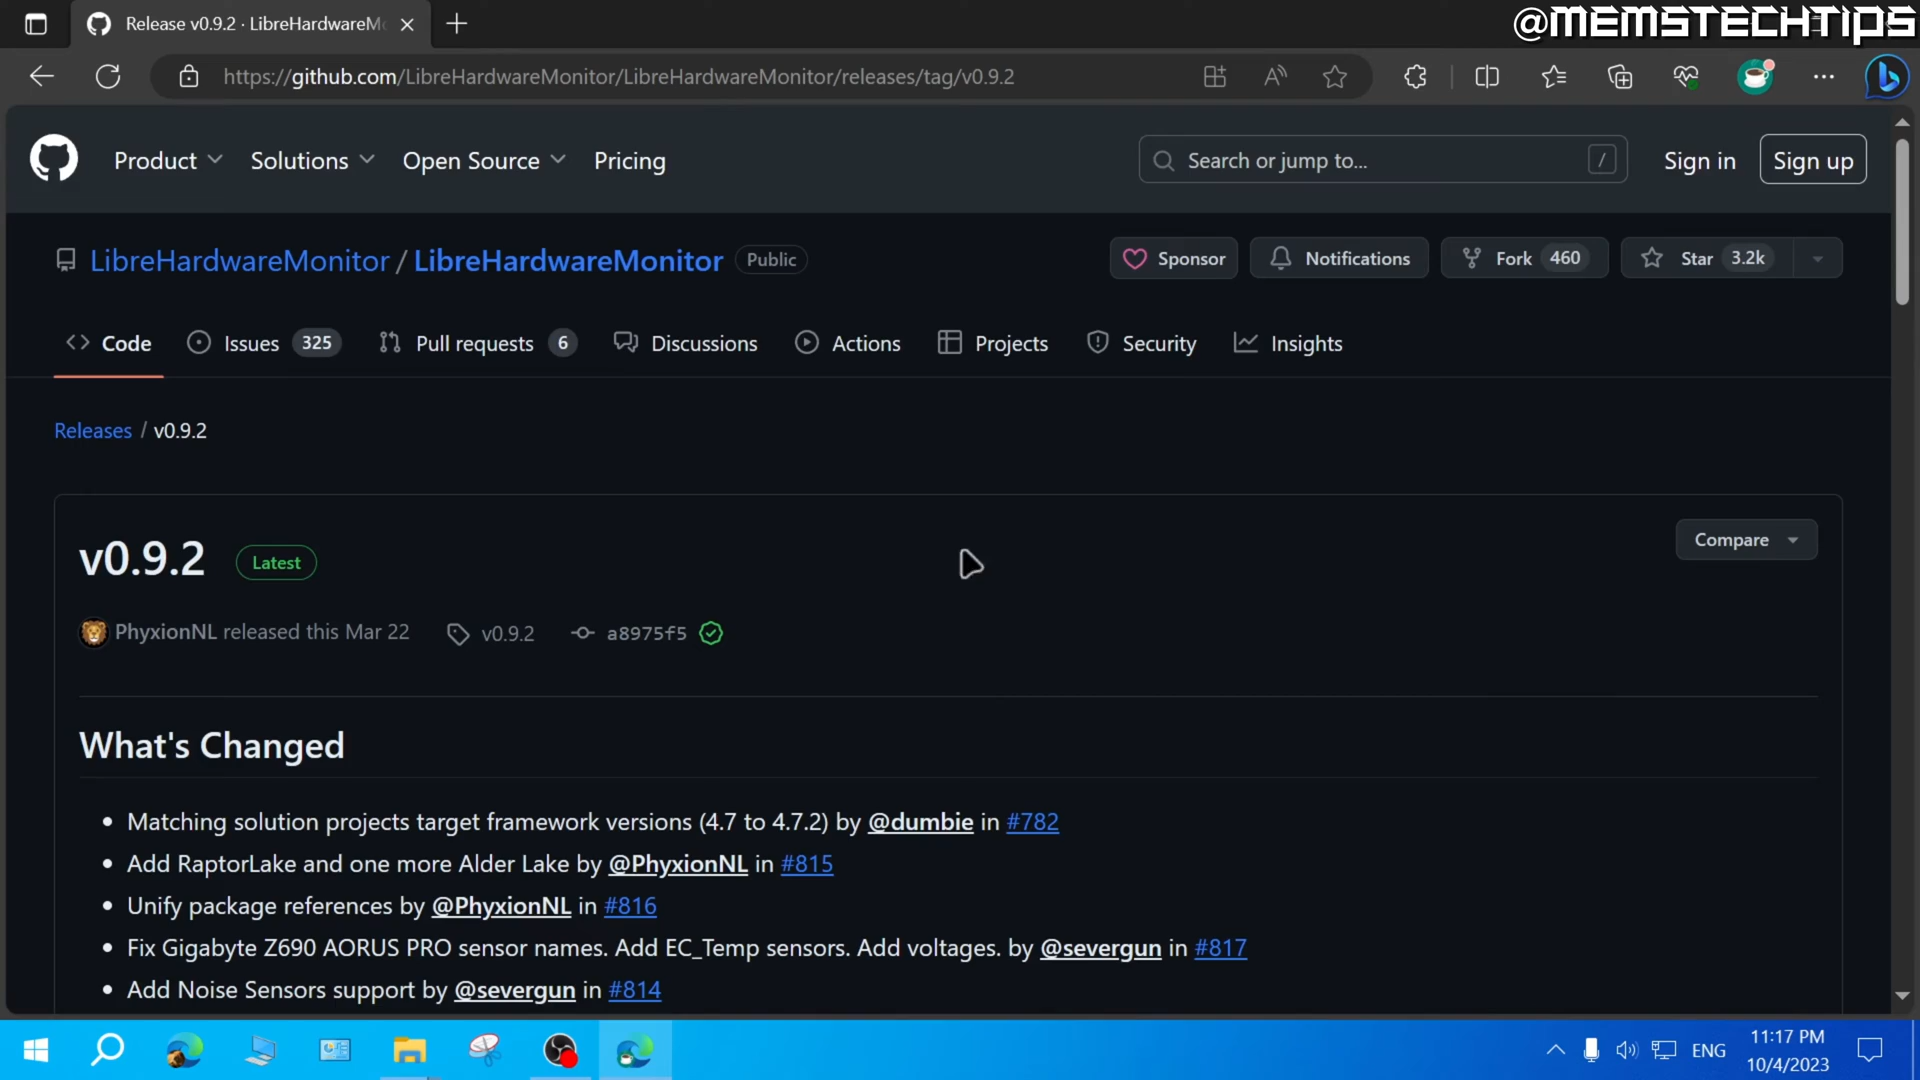 Release v0.9.2 · LibreHardwareMo
@MEMSTECHTIPS
https://github.com/LibreHardwareMonitor/LibreHardwareMonitor/releases/tag/v0.9.2
Product Solutions Open Source Pricing Search or jump to... / Sign in Sign up
LibreHardwareMonitor / LibreHardwareMonitor Public Sponsor Notifications Fork 460 Star 3.2k
Code Issues 325 Pull requests 6 Discussions Actions Projects Security Insights
Releases / v0.9.2
v0.9.2 Latest Compare
PhyxionNL released this Mar 22 v0.9.2 a8975f5
What's Changed
• Matching solution projects target framework versions (4.7 to 4.7.2) by @dumbie in #782
• Add RaptorLake and one more Alder Lake by @PhyxionNL in #815
• Unify package references by @PhyxionNL in #816
• Fix Gigabyte Z690 AORUS PRO sensor names. Add EC_Temp sensors. Add voltages. by @severgun in #817
• Add Noise Sensors support by @severgun in #814
ENG
11:17 PM
10/4/2023